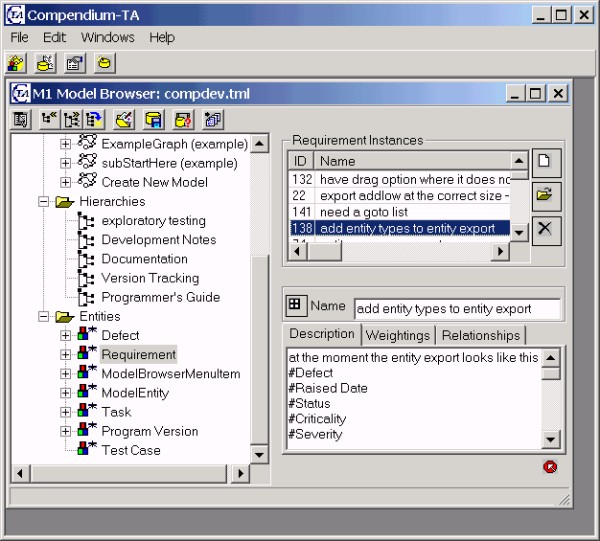 Compendium-TA
File Edit Windows Help
M1 Model Browser: compdev.tml
ExampleGraph (example)
subStartHere (example)
Create New Model
Hierarchies
exploratory testing
Development Notes
Documentation
Version Tracking
Programmer's Guide
Entities
Defect
Requirement
ModelBrowserMenuItem
ModelEntity
Task
Program Version
Test Case
Requirement Instances
ID Name
132 have drag option where it does
22 export addlow at the correct size -
141 need a goto list
138 add entity types to entity export
Name add entity types to entity export
Description Weightings Relationships
at the moment the entity export looks like this
#Defect
#Raised Date
#Status
#Criticality
#Severity